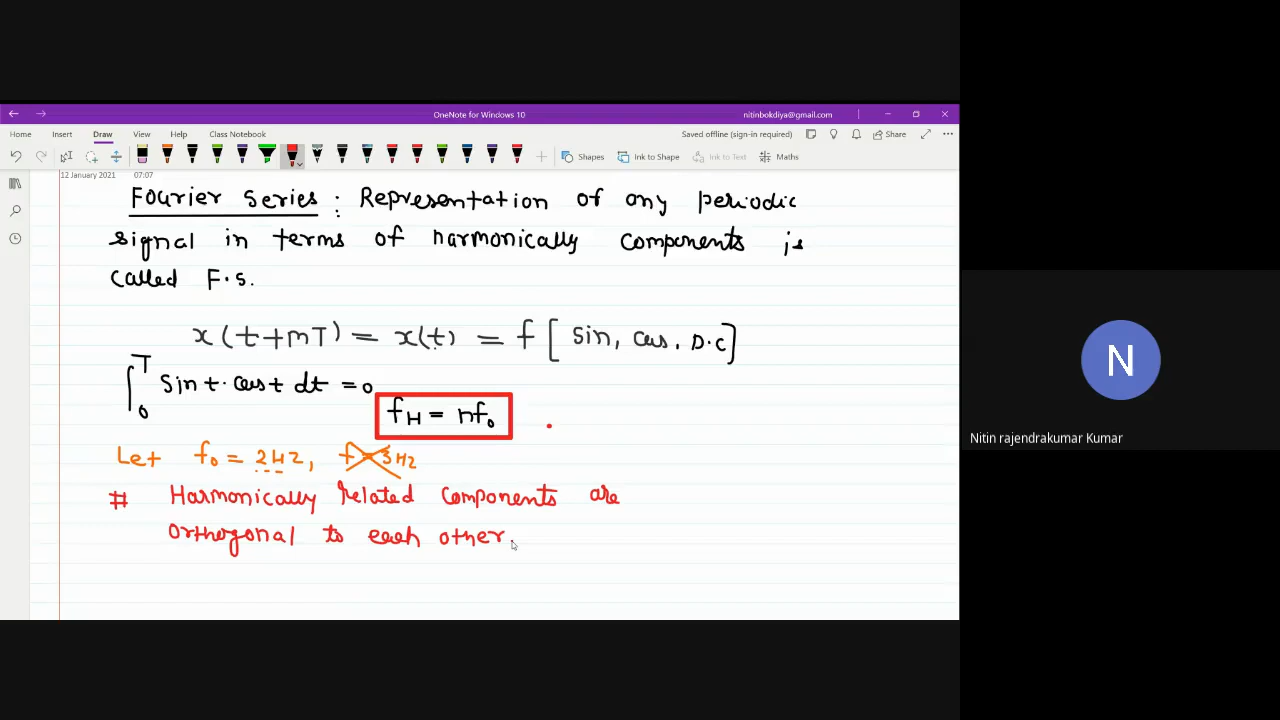 OneNote for Windows 10
nitinbokdiya@gmail.com
Home Insert Draw View Help Class Notebook
Saved offline (sign-in required)
Share
Shapes
Ink to Shape
Ink to Text
Maths
12 January 2021 07:07
Fourier Series : Representation of any periodic
signal in terms of harmonically components is
called F.S.
x(t+mT) = x(t) = f [ Sin, Cos, D.C]
∫₀ᵀ Sin t. Cos t dt = 0
f_H = nf₀
Let f₀ = 2Hz, f = 3Hz
# Harmonically related components are
orthogonal to each other.
N
Nitin rajendrakumar Kumar